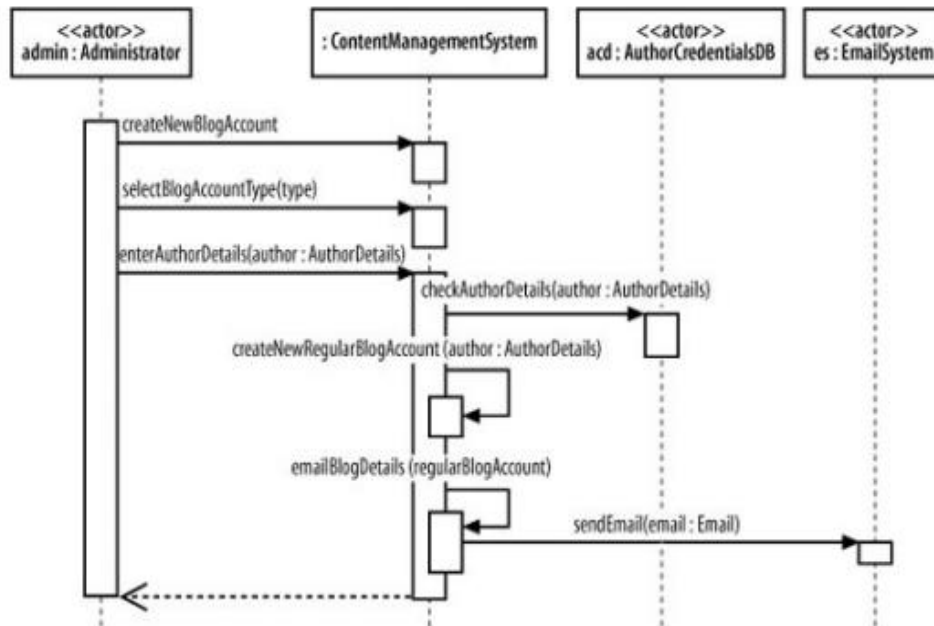 <<actor>>
admin : Administrator
: ContentManagementSystem
<<actor>>
acd : AuthorCredentialsDB
<<actor>>
es : EmailSystem
createNewBlogAccount
selectBlogAccountType(type)
enterAuthorDetails(author : AuthorDetails)
checkAuthorDetails(author : AuthorDetails)
createNewRegularBlogAccount (author : AuthorDetails)
emailBlogDetails (regularBlogAccount)
sendEmail(email : Email)